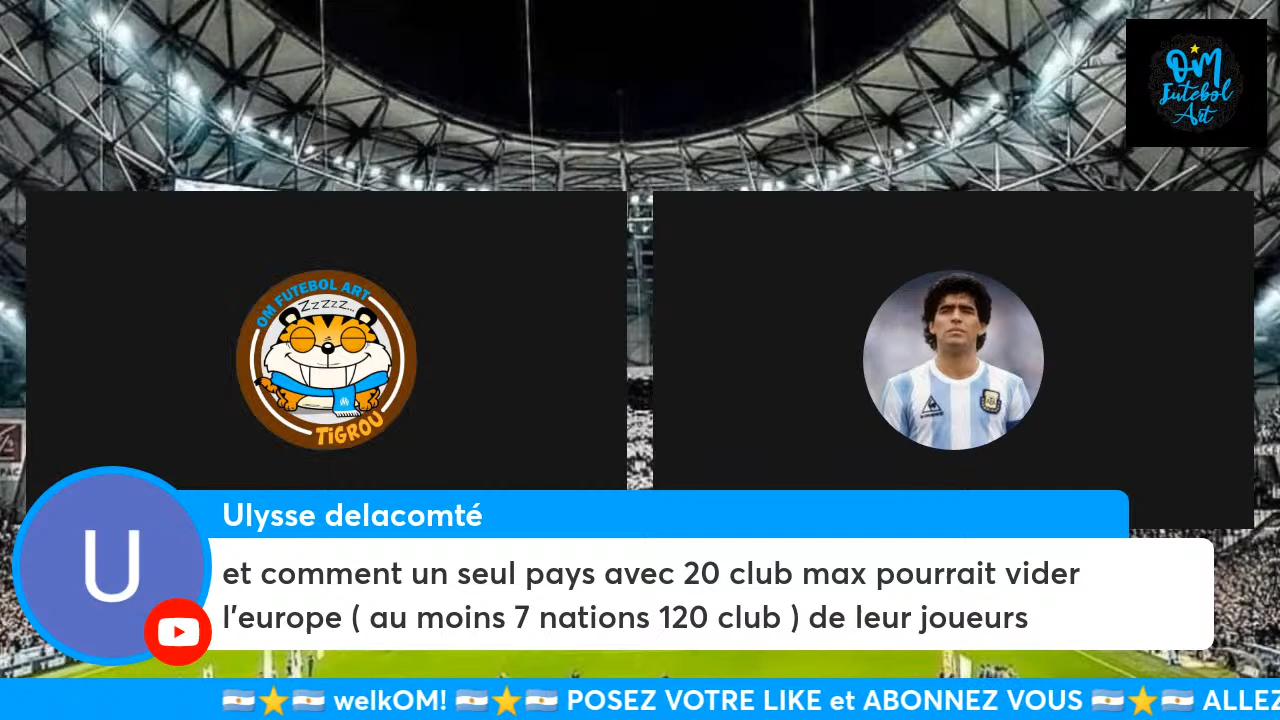 OM
Futebol
Art
OM FUTEBOL ART
Zzzzz...
TiGROU
U
Ulysse delacomté
et comment un seul pays avec 20 club max pourrait vider
l'europe ( au moins 7 nations 120 club ) de leur joueurs
welkOM! POSEZ VOTRE LIKE et ABONNEZ VOUS ALLEZ